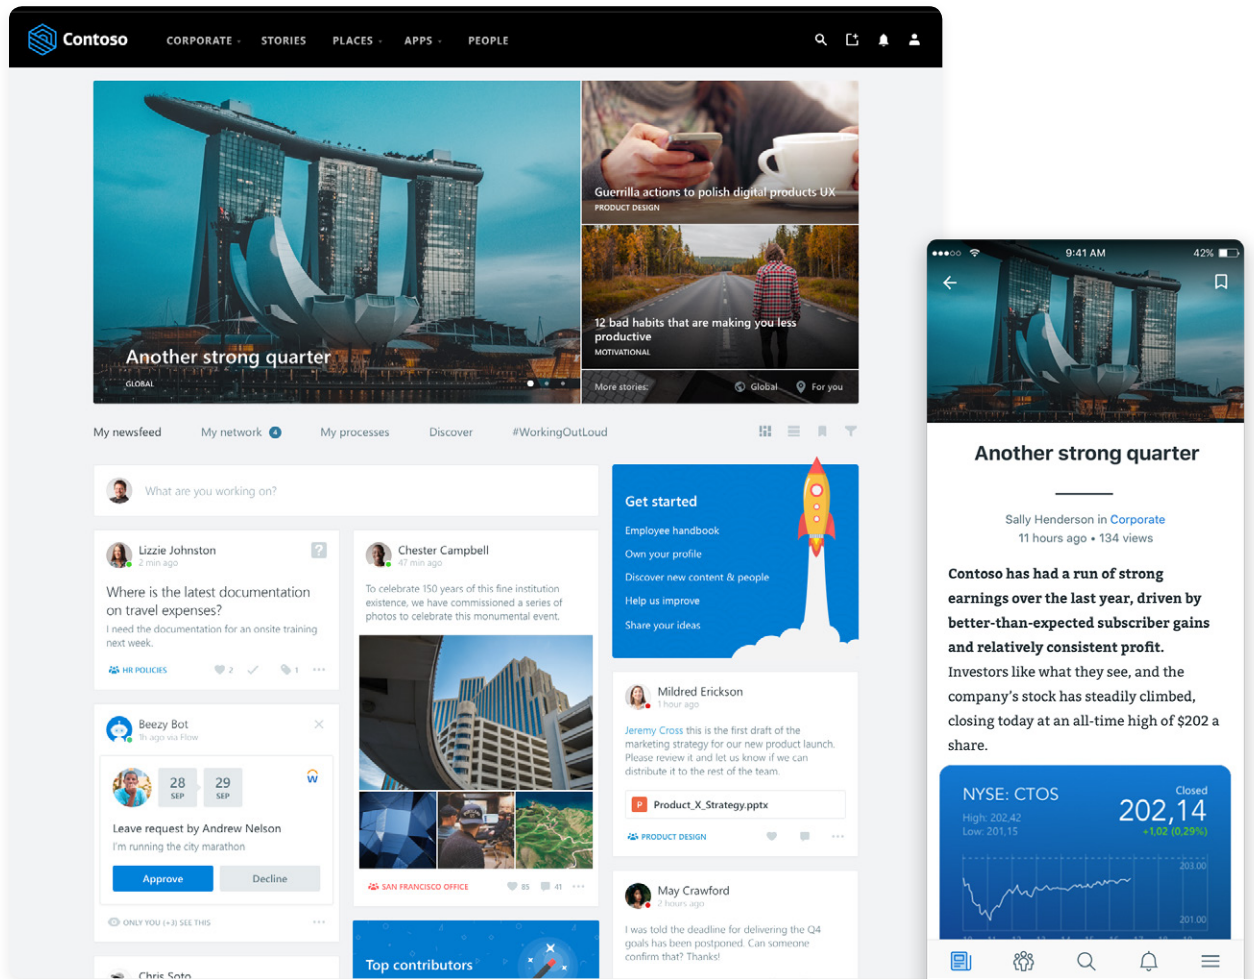 Contoso
CORPORATE
STORIES
PLACES
APPS
PEOPLE
Another strong quarter
GLOBAL
Guerrilla actions to polish digital products UX
PRODUCT DESIGN
12 bad habits that are making you less
productive
MOTIVATIONAL
More stories:
Global
For you
My newsfeed
My network 4
My processes
Discover
#WorkingOutLoud
What are you working on?
Lizzie Johnston
2 min ago
?
Where is the latest documentation
on travel expenses?
I need the documentation for an onsite training
next week.
HR POLICIES
2
1
Beezy Bot
1h ago via Flow
28
SEP
29
SEP
w
Leave request by Andrew Nelson
I'm running the city marathon
Approve
Decline
ONLY YOU (+3) SEE THIS
Chris Soto
Chester Campbell
47 min ago
To celebrate 150 years of this fine institution
existence, we have commissioned a series of
photos to celebrate this monumental event.
SAN FRANCISCO OFFICE
85
41
Top contributors
Get started
Employee handbook
Own your profile
Discover new content & people
Help us improve
Share your ideas
Mildred Erickson
1 hour ago
Jeremy Cross this is the first draft of the
marketing strategy for our new product launch.
Please review it and let us know if we can
distribute it to the rest of the team.
P
Product_X_Strategy.pptx
PRODUCT DESIGN
May Crawford
2 hours ago
I was told the deadline for delivering the Q4
goals has been postponed. Can someone
confirm that? Thanks!
9:41 AM
42%
Another strong quarter
Sally Henderson in Corporate
11 hours ago • 134 views
Contoso has had a run of strong
earnings over the last year, driven by
better-than-expected subscriber gains
and relatively consistent profit.
Investors like what they see, and the
company's stock has steadily climbed,
closing today at an all-time high of $202 a
share.
NYSE: CTOS
Closed
202,14
High: 202,42
Low: 201,15
+1,02 (0,29%)
203.00
201.00
10 11 12 13 14 15 16 17 18 19